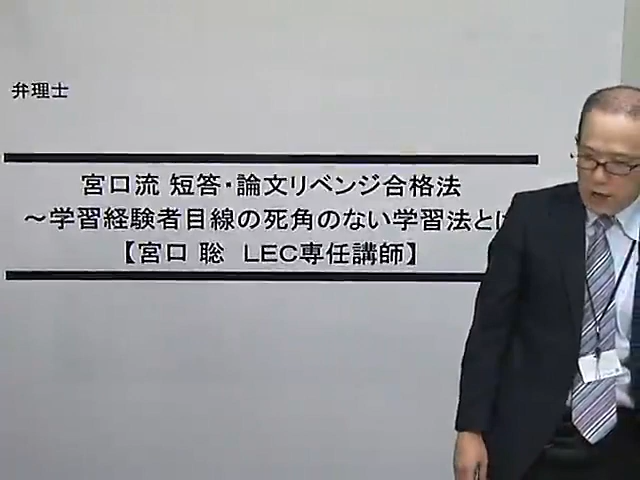 弁理士
宮口流 短答・論文リベンジ合格法
～学習経験者目線の死角のない学習法とは
【宮口 聡　LEC専任講師】